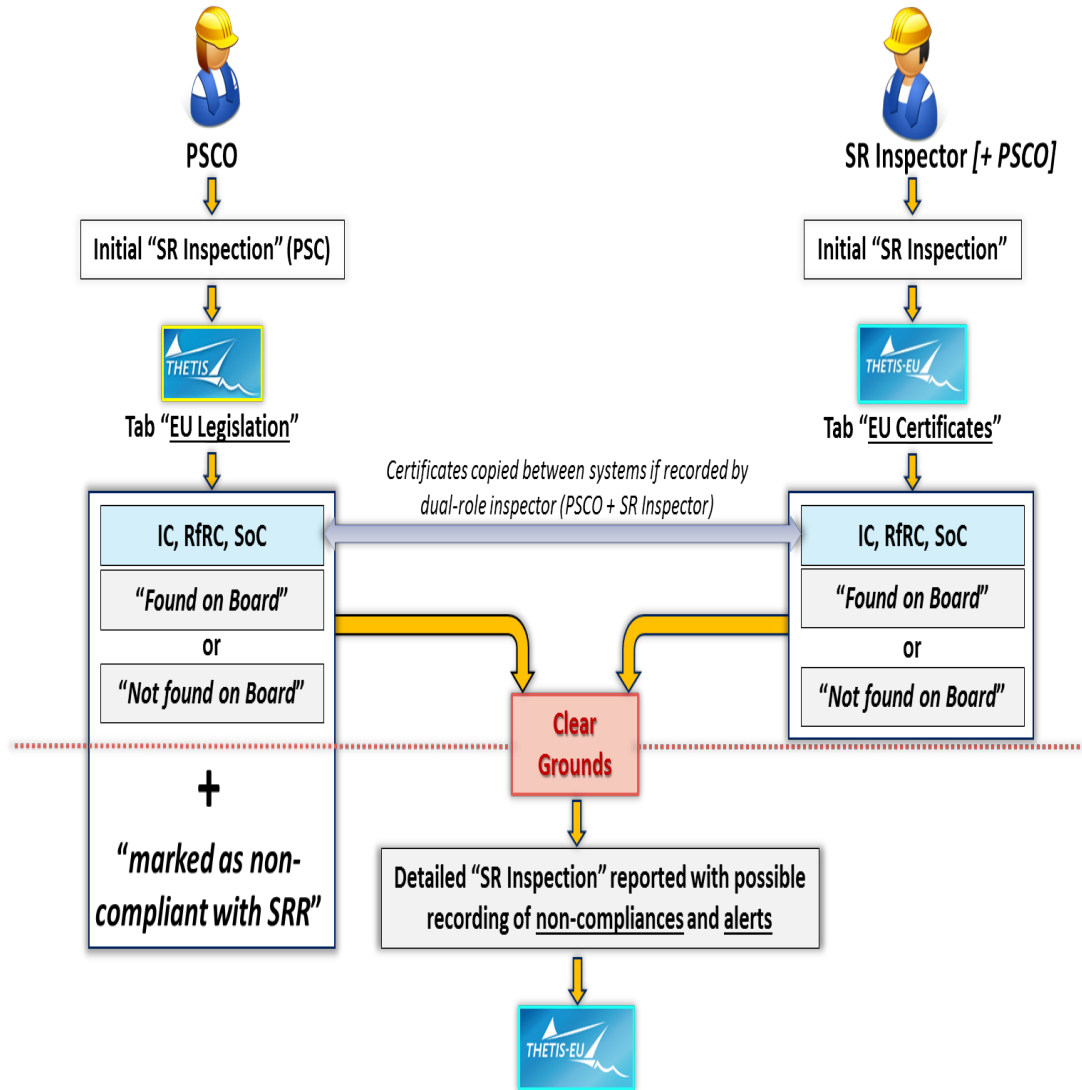 PSCO
SR Inspector [+ PSCO]
Initial “SR Inspection” (PSC)
Initial “SR Inspection”
THETIS
THETIS-EU
Tab “EU Legislation”
Tab “EU Certificates”
Certificates copied between systems if recorded by
dual-role inspector (PSCO + SR Inspector)
IC, RfRC, SoC
“Found on Board”
or
“Not found on Board”
IC, RfRC, SoC
“Found on Board”
or
“Not found on Board”
Clear
Grounds
+
“marked as non-
compliant with SRR”
Detailed “SR Inspection” reported with possible
recording of non-compliances and alerts
THETIS-EU